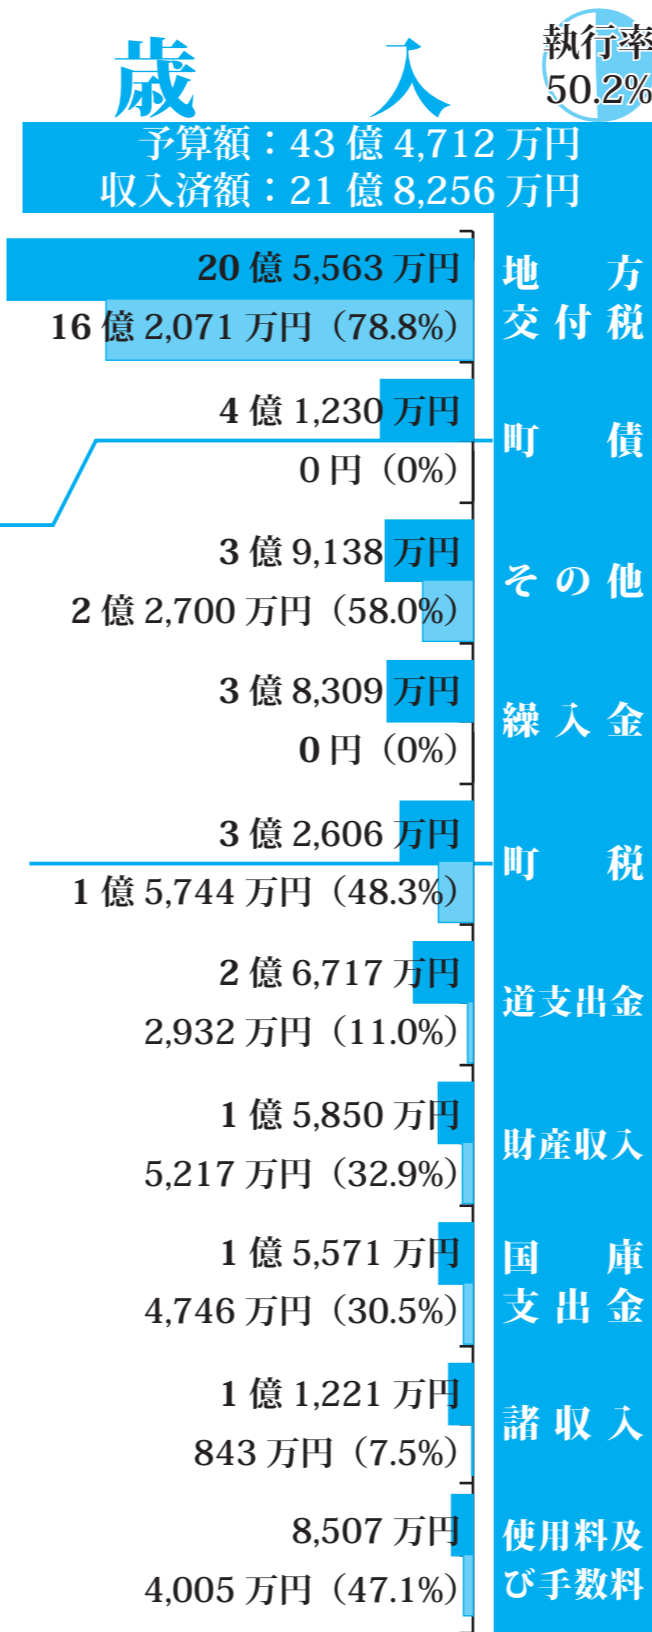 歳入
執行率
50.2%
予算額：43億4,712万円
収入済額：21億8,256万円
20億5,563万円
16億2,071万円（78.8%）
地方
交付税
4億1,230万円
0円（0%）
町債
3億9,138万円
2億2,700万円（58.0%）
その他
3億8,309万円
0円（0%）
繰入金
3億2,606万円
1億5,744万円（48.3%）
町税
2億6,717万円
2,932万円（11.0%）
道支出金
1億5,850万円
5,217万円（32.9%）
財産収入
1億5,571万円
4,746万円（30.5%）
国庫
支出金
1億1,221万円
843万円（7.5%）
諸収入
8,507万円
4,005万円（47.1%）
使用料及
び手数料